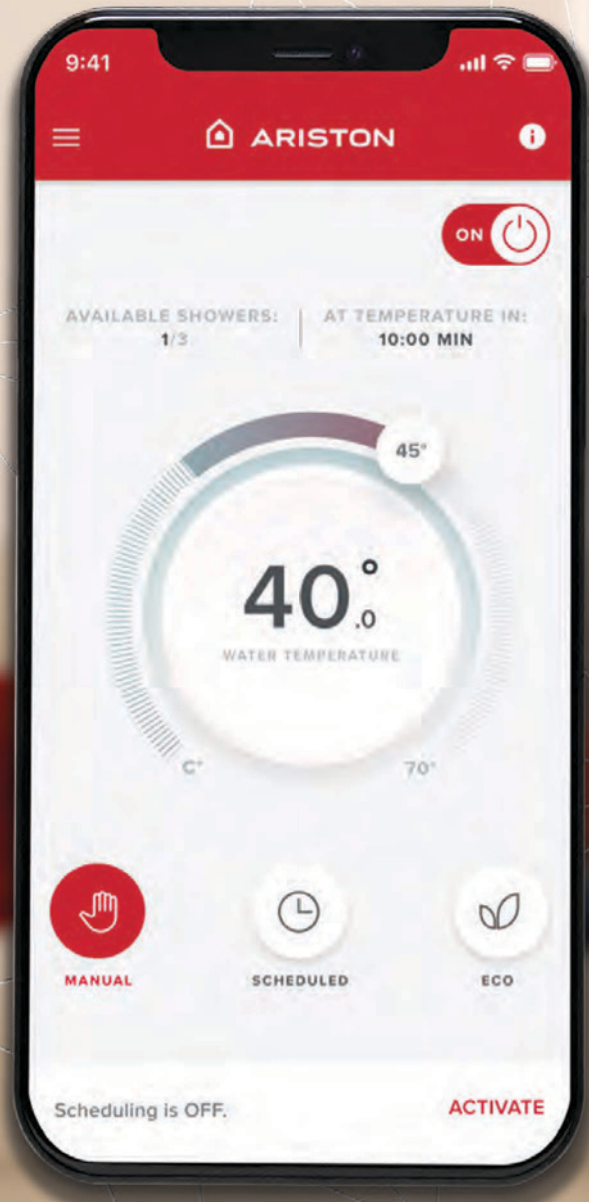 9:41
ARISTON
ON
AVAILABLE SHOWERS:
1/3
AT TEMPERATURE IN:
10:00 MIN
45°
40.0°
WATER TEMPERATURE
C°
70°
MANUAL
SCHEDULED
ECO
Scheduling is OFF.
ACTIVATE